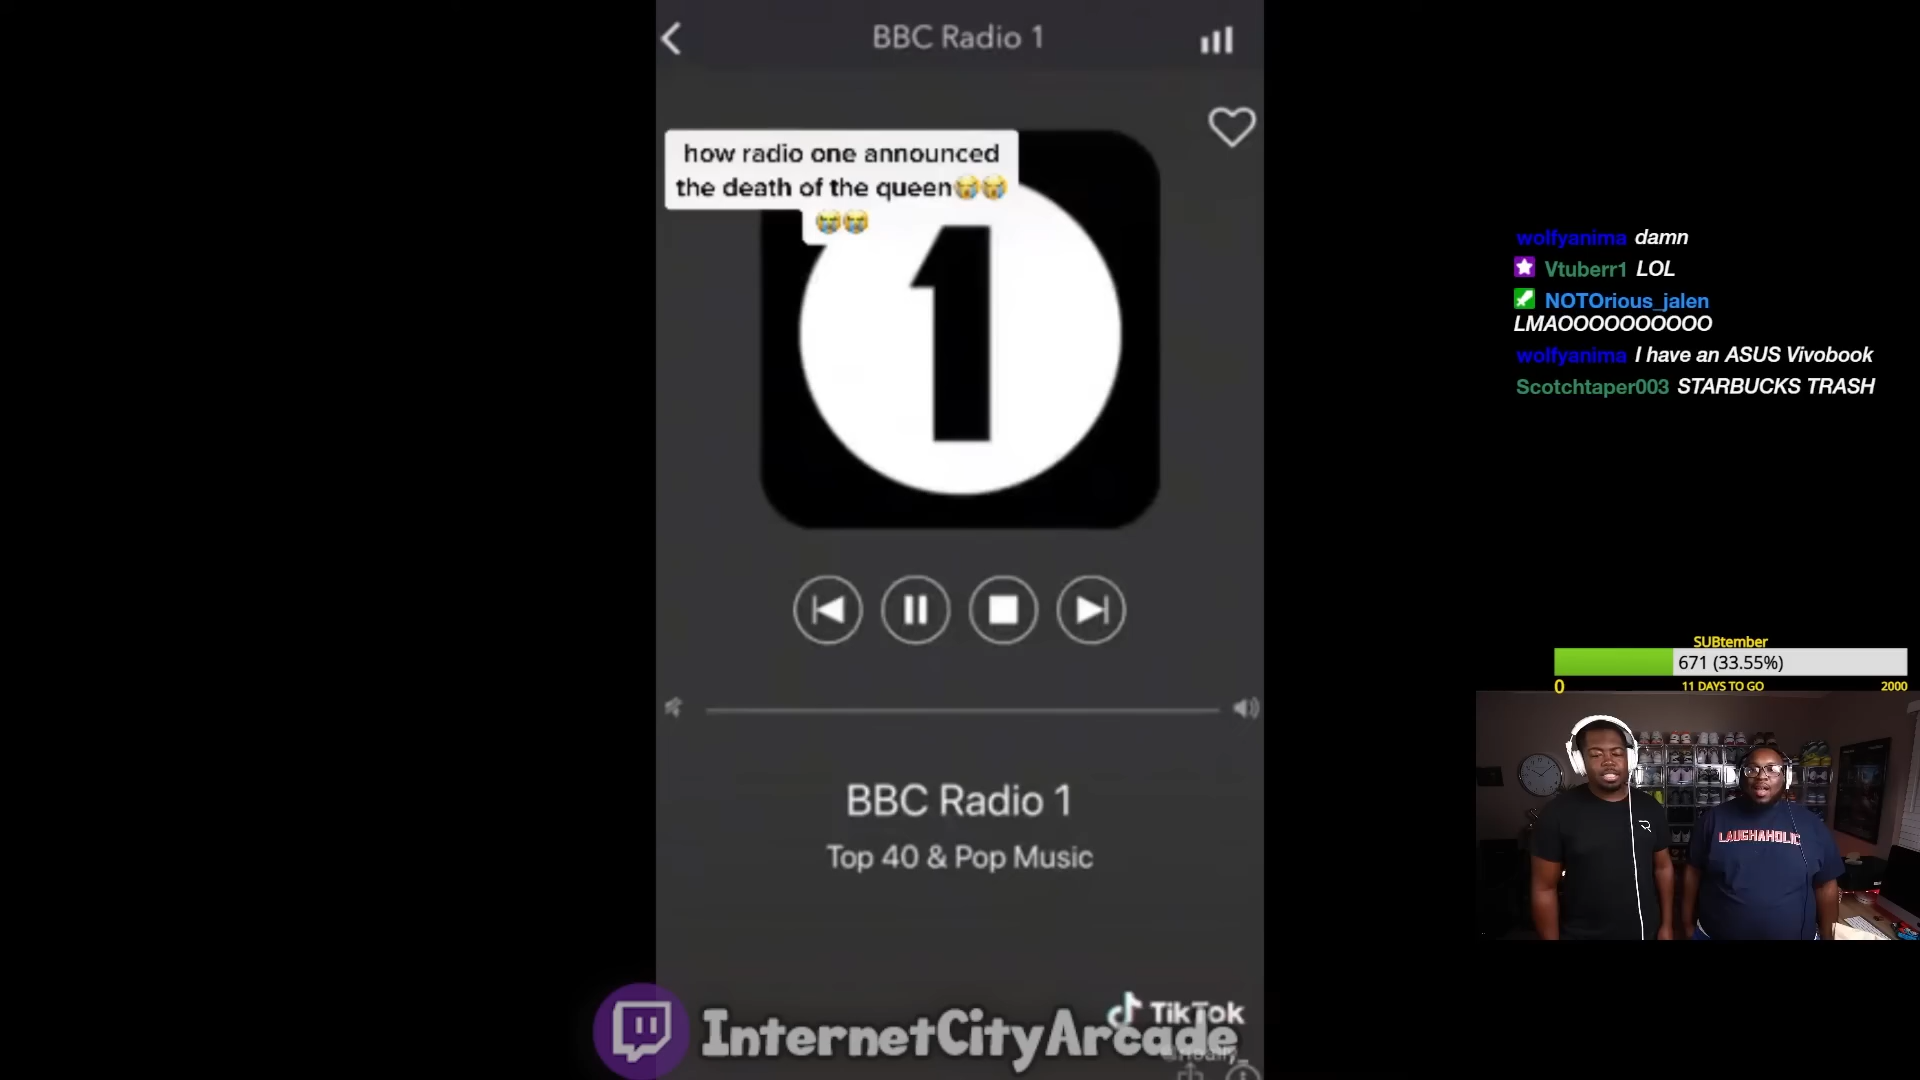 BBC Radio 1
how radio one announced
the death of the queen😭😭
😭😭
1
BBC Radio 1
Top 40 & Pop Music
TikTok
InternetCityArcade
wolfyanima damn
Vtuberr1 LOL
NOTOrious_jalen
LMAOOOOOOOOOO
wolfyanima I have an ASUS Vivobook
Scotchtaper003 STARBUCKS TRASH
SUBtember
671 (33.55%)
0 11 DAYS TO GO 2000
LAUGHAHOLIC